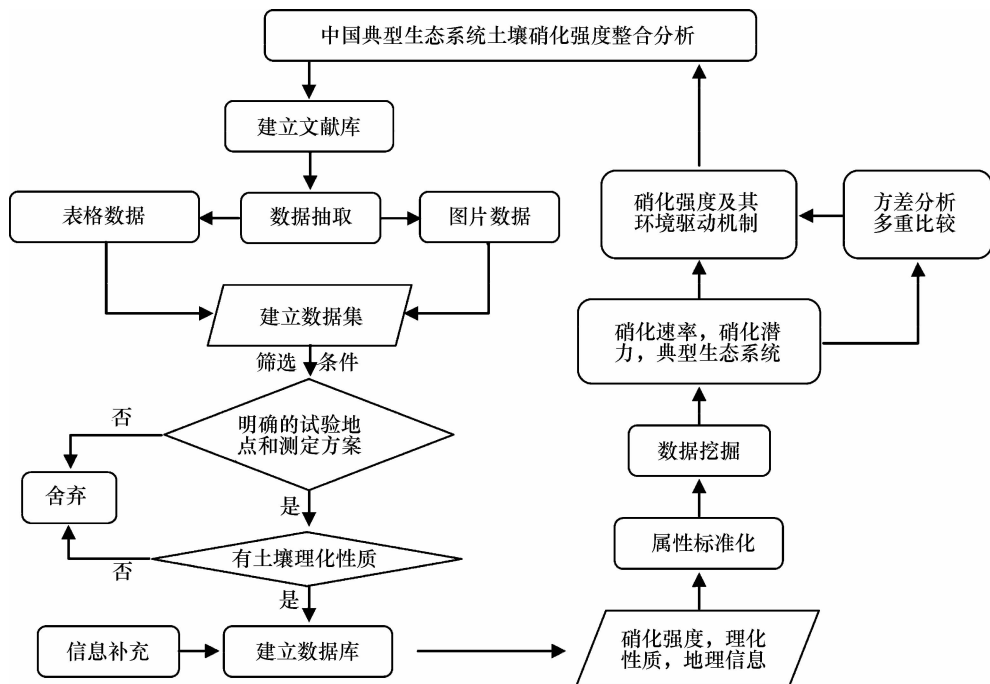 中国典型生态系统土壤硝化强度整合分析
建立文献库
表格数据
数据抽取
图片数据
建立数据集
筛选
条件
明确的试验地
点和测定方案
否
舍弃
是
有土壤理化性质
否
是
信息补充
建立数据库
硝化强度，理化
性质，地理信息
属性标准化
数据挖掘
硝化速率，硝化潜
力，典型生态系统
方差分析
多重比较
硝化强度及其
环境驱动机制